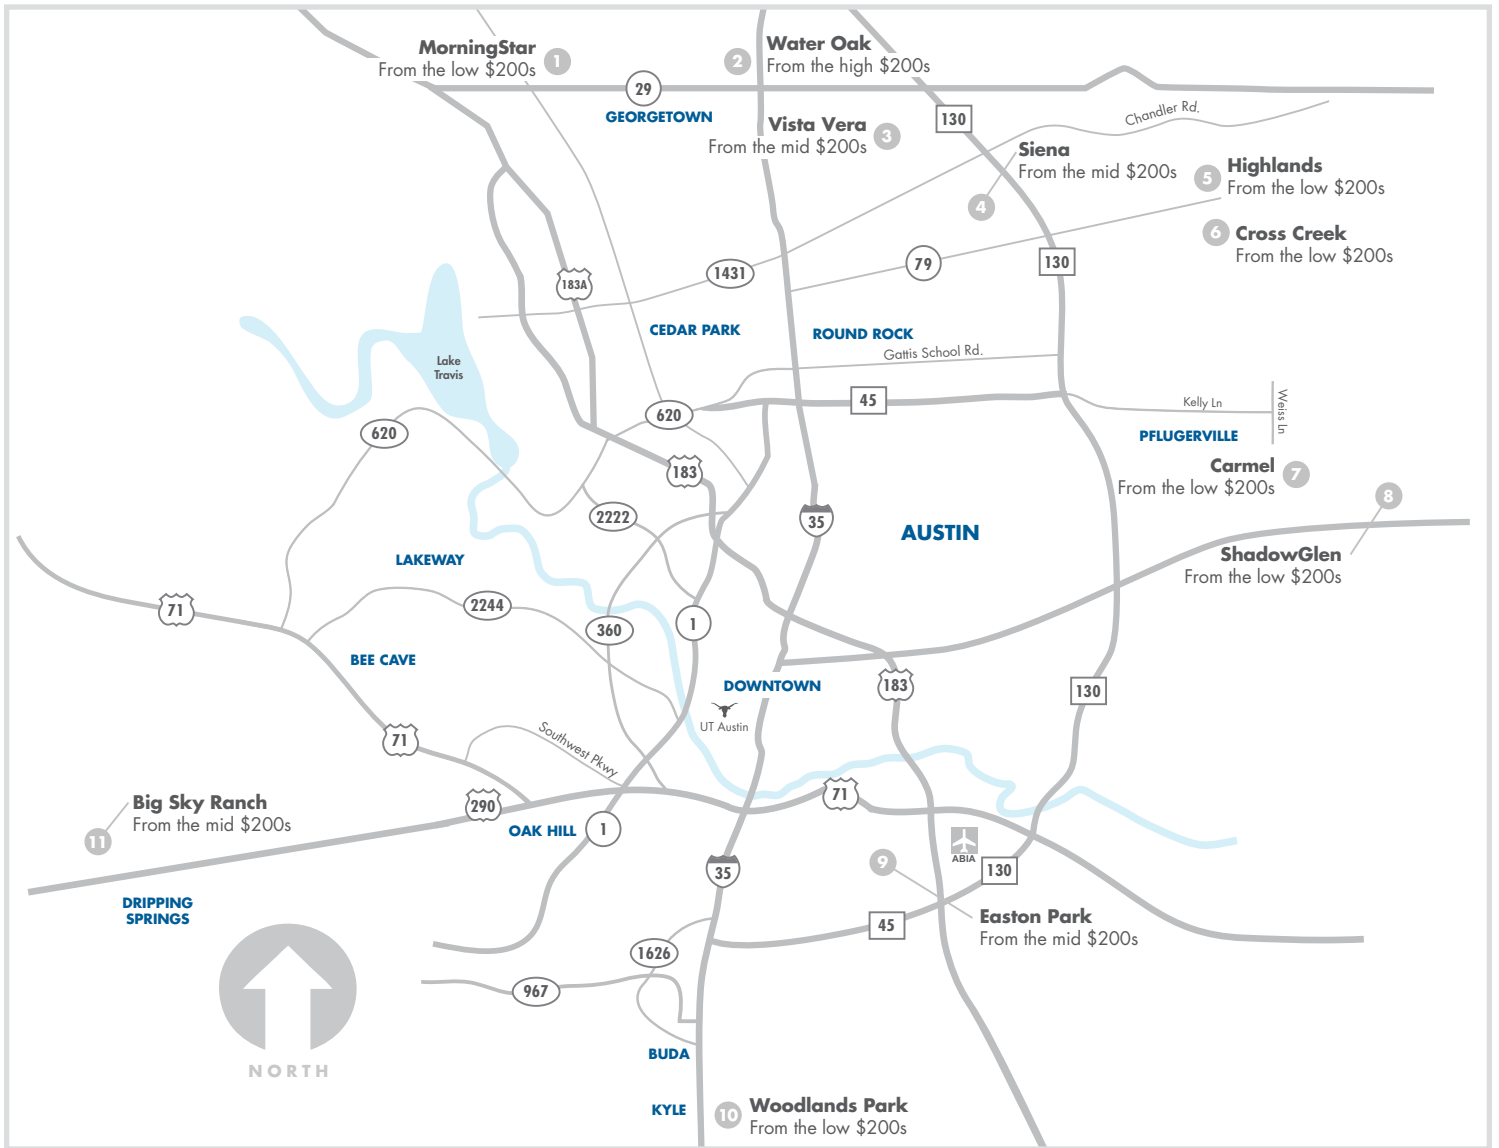 MorningStar
From the low $200s
1
2
Water Oak
From the high $200s
29
GEORGETOWN
130
Chandler Rd.
Vista Vera
From the mid $200s
3
Siena
From the mid $200s
4
5
Highlands
From the low $200s
6
Cross Creek
From the low $200s
183A
1431
79
130
CEDAR PARK
ROUND ROCK
Gattis School Rd.
Lake
Travis
620
620
45
Kelly Ln
Weiss Ln
PFLUGERVILLE
183
Carmel
From the low $200s
7
8
2222
35
AUSTIN
LAKEWAY
ShadowGlen
From the low $200s
71
2244
360
1
BEE CAVE
DOWNTOWN
183
130
UT Austin
71
Southwest Pkwy
Big Sky Ranch
From the mid $200s
11
290
OAK HILL
1
71
ABIA
9
130
35
DRIPPING
SPRINGS
45
Easton Park
From the mid $200s
1626
967
NORTH
BUDA
KYLE
10
Woodlands Park
From the low $200s